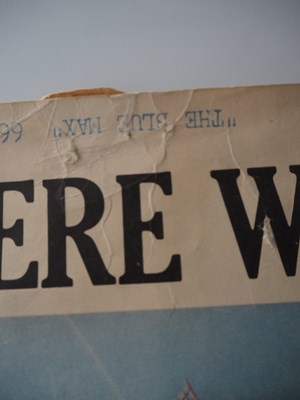 "THE BLUE MAX" 66
ERE W